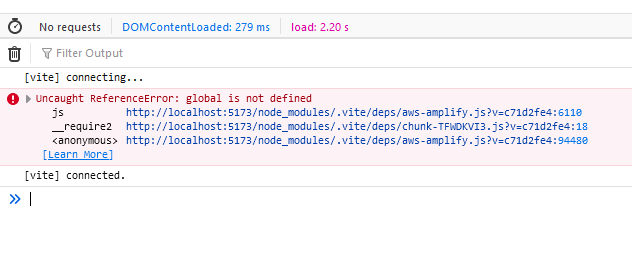 No requests DOMContentLoaded: 279 ms load: 2.20 s
Filter Output
[vite] connecting...
Uncaught ReferenceError: global is not defined
js http://localhost:5173/node_modules/.vite/deps/aws-amplify.js?v=c71d2fe4:6110
__require2 http://localhost:5173/node_modules/.vite/deps/chunk-TFWDKVI3.js?v=c71d2fe4:18
<anonymous> http://localhost:5173/node_modules/.vite/deps/aws-amplify.js?v=c71d2fe4:94480
[Learn More]
[vite] connected.